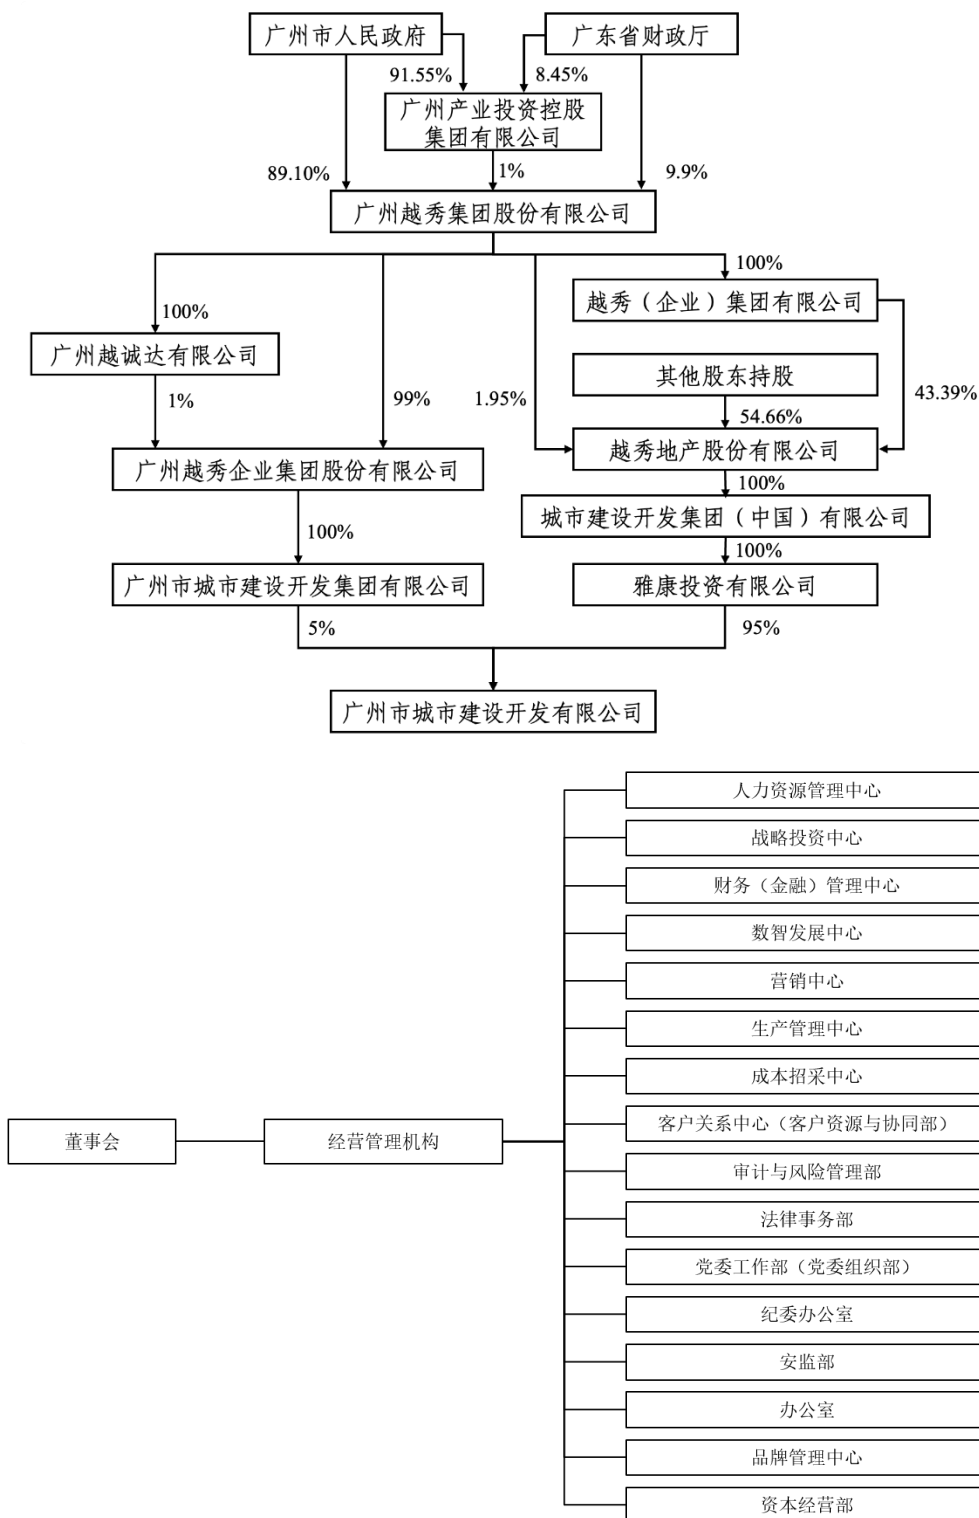 广州市人民政府
广东省财政厅
91.55%
8.45%
广州产业投资控股
集团有限公司
89.10%
1%
9.9%
广州越秀集团股份有限公司
100%
越秀（企业）集团有限公司
100%
广州越诚达有限公司
其他股东持股
1%
99%
1.95%
54.66%
43.39%
广州越秀企业集团股份有限公司
越秀地产股份有限公司
100%
城市建设开发集团（中国）有限公司
100%
100%
广州市城市建设开发集团有限公司
雅康投资有限公司
5%
95%
广州市城市建设开发有限公司
人力资源管理中心
战略投资中心
财务（金融）管理中心
数智发展中心
营销中心
生产管理中心
成本招采中心
董事会
经营管理机构
客户关系中心（客户资源与协同部）
审计与风险管理部
法律事务部
党委工作部（党委组织部）
纪委办公室
安监部
办公室
品牌管理中心
资本经营部